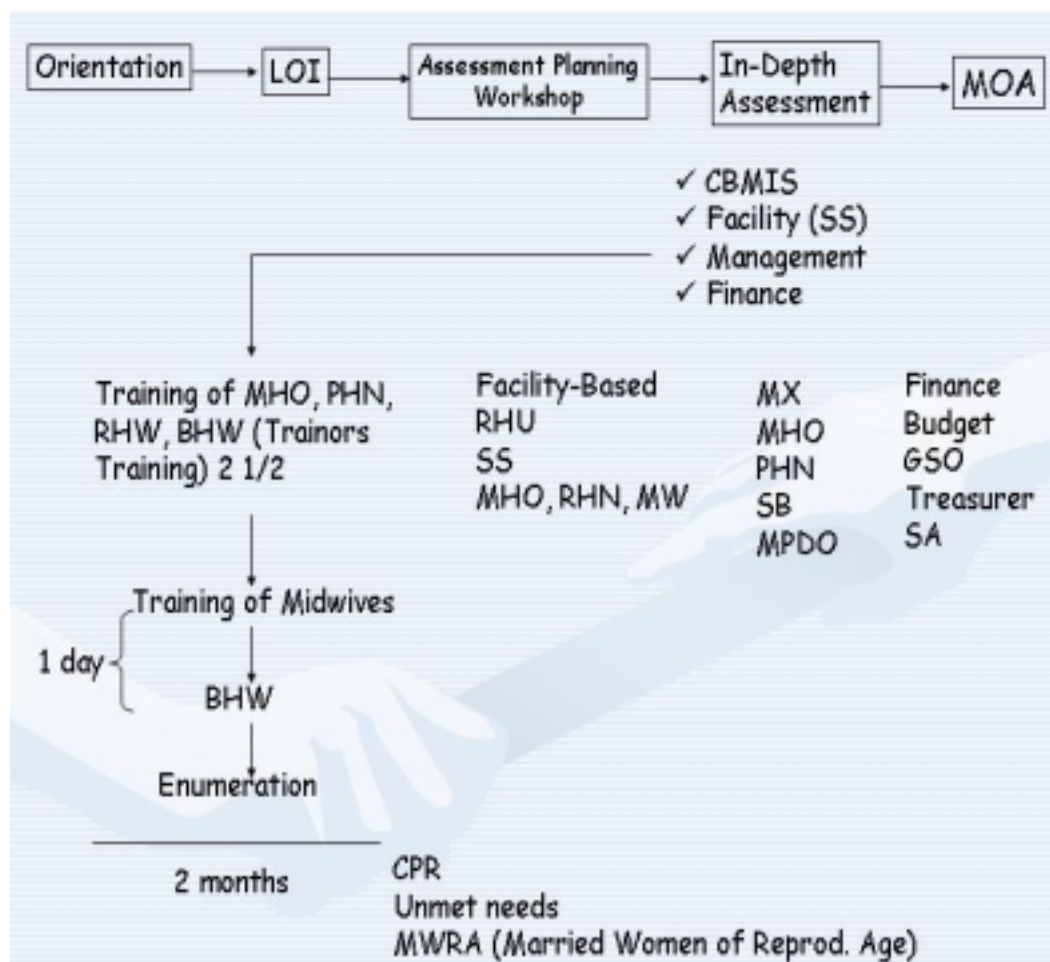 Orientation
LOI
Assessment Planning
Workshop
In-Depth
Assessment
MOA
✓ CBMIS
✓ Facility (SS)
✓ Management
✓ Finance
Training of MHO, PHN,
RHW, BHW (Trainors
Training) 2 1/2
Facility-Based
RHU
SS
MHO, RHN, MW
MX
MHO
PHN
SB
MPDO
Finance
Budget
GSO
Treasurer
SA
Training of Midwives
1 day
BHW
Enumeration
2 months
CPR
Unmet needs
MWRA (Married Women of Reprod. Age)